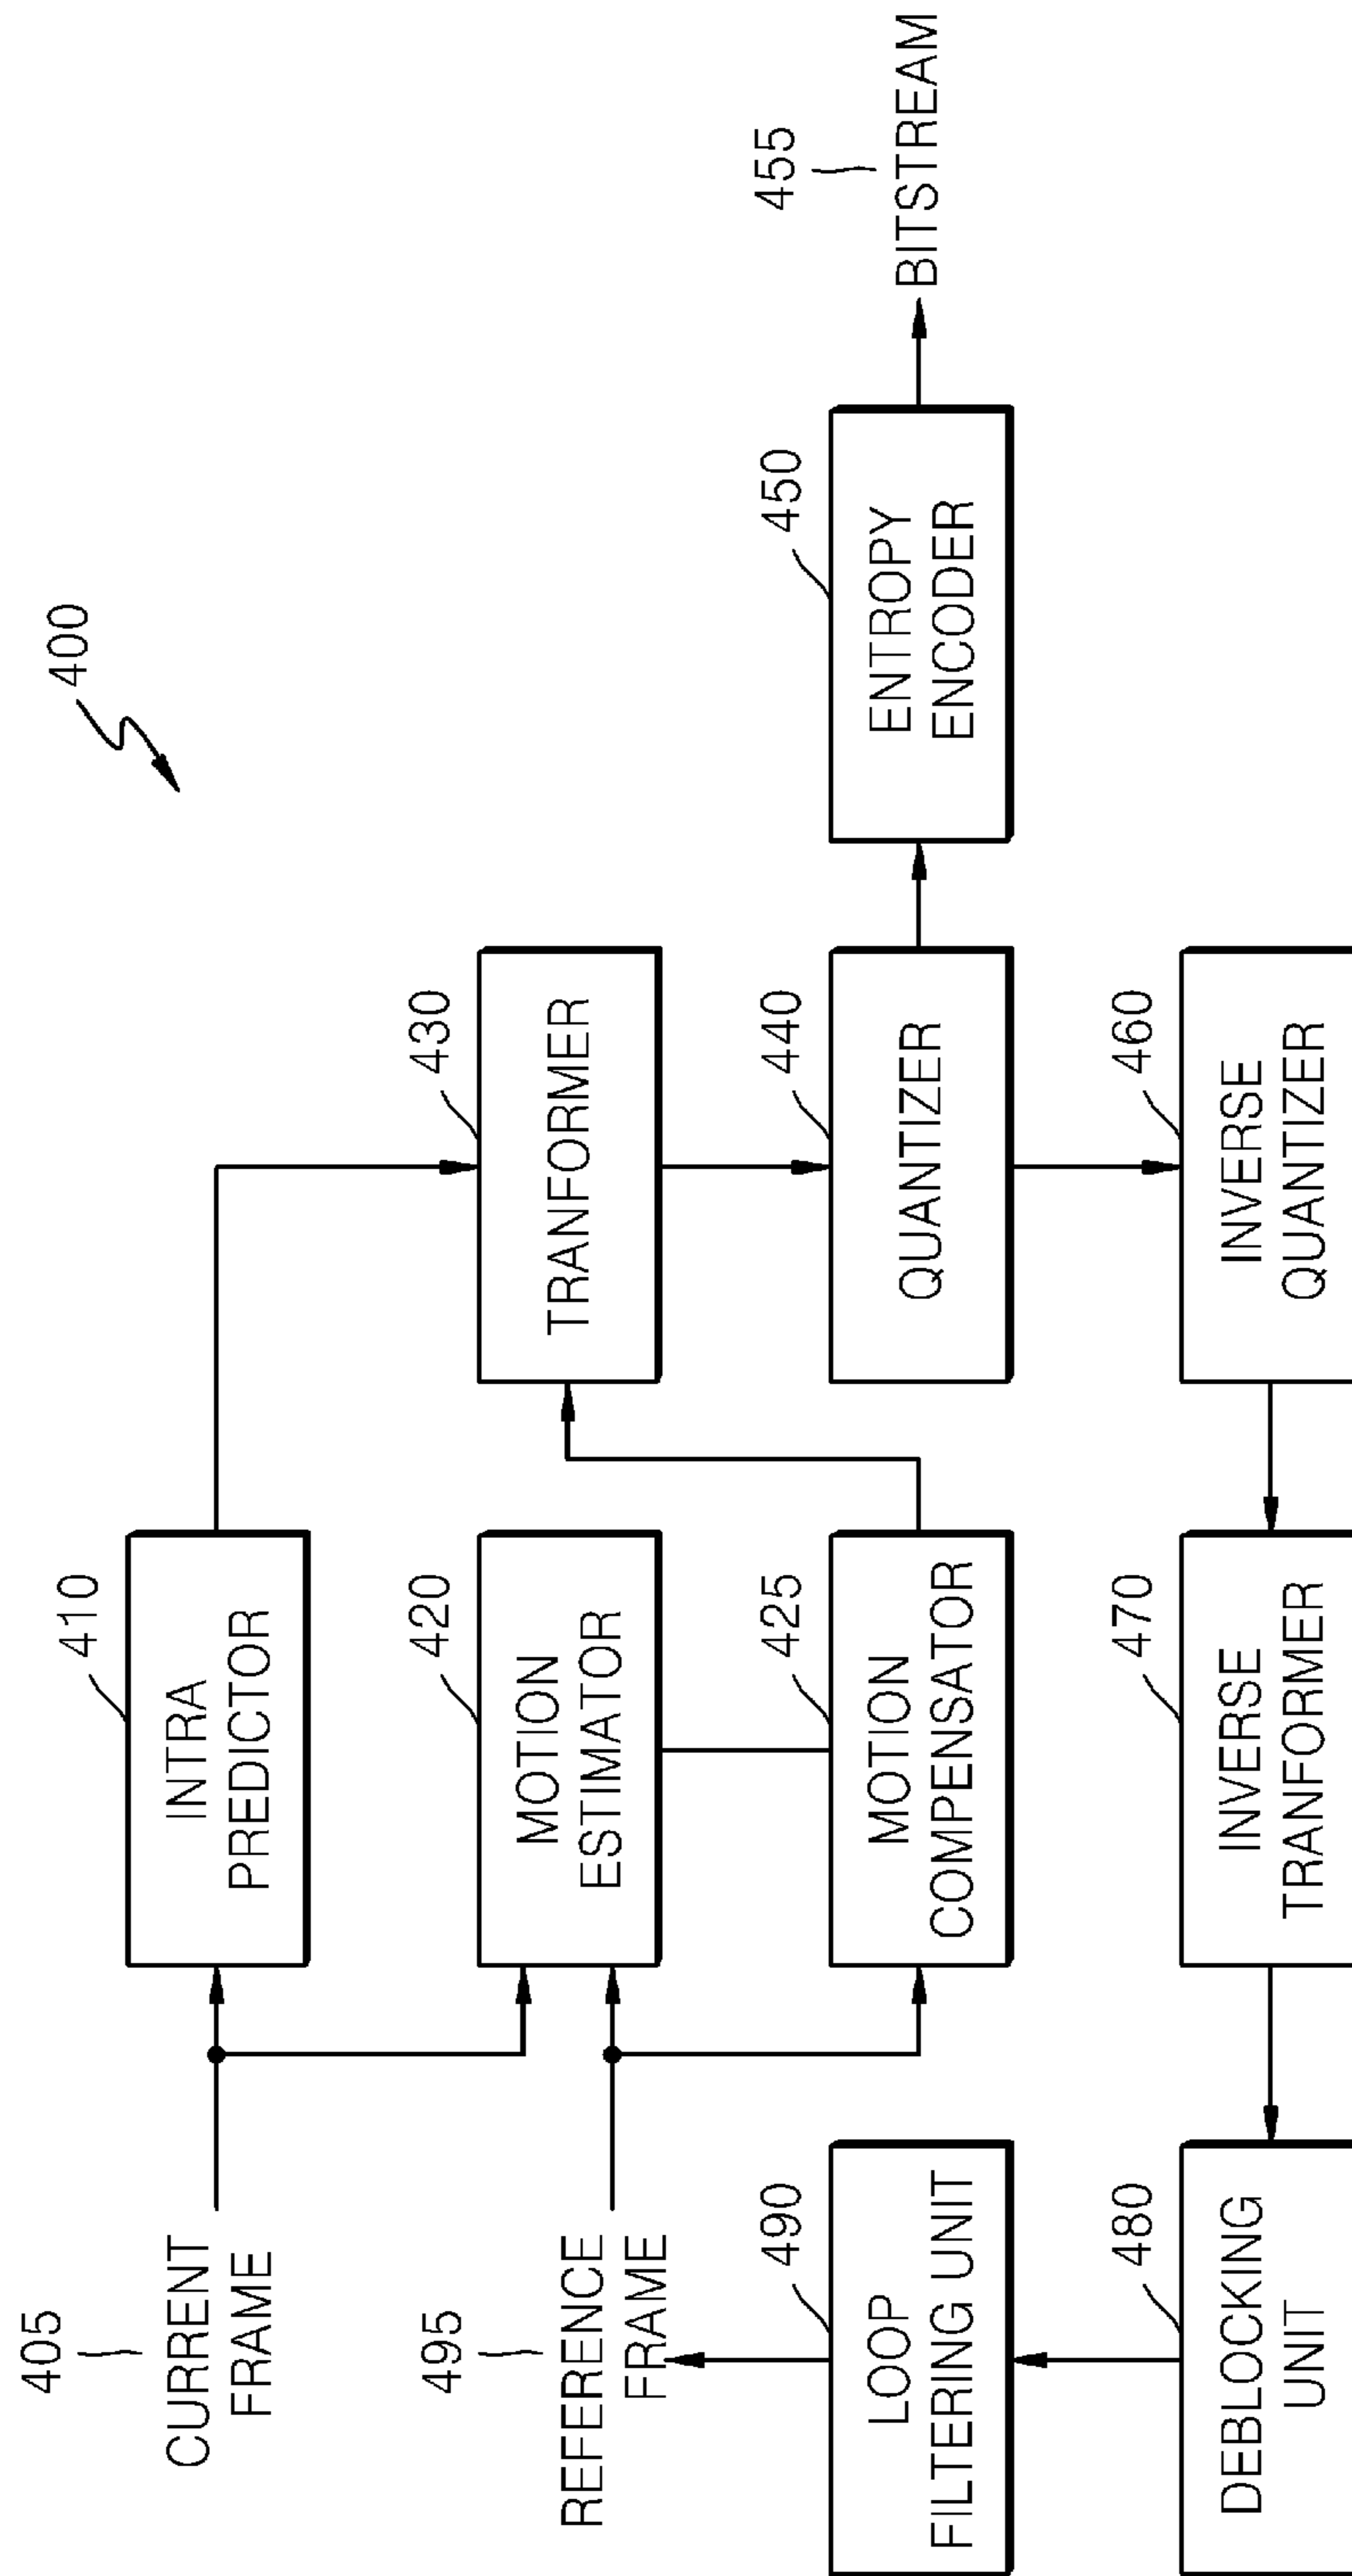 400
405
CURRENT
FRAME
410
INTRA
PREDICTOR
495
REFERENCE
FRAME
420
MOTION
ESTIMATOR
430
TRANFORMER
490
LOOP
FILTERING UNIT
425
MOTION
COMPENSATOR
440
QUANTIZER
450
ENTROPY
ENCODER
455
BITSTREAM
480
DEBLOCKING
UNIT
470
INVERSE
TRANFORMER
460
INVERSE
QUANTIZER